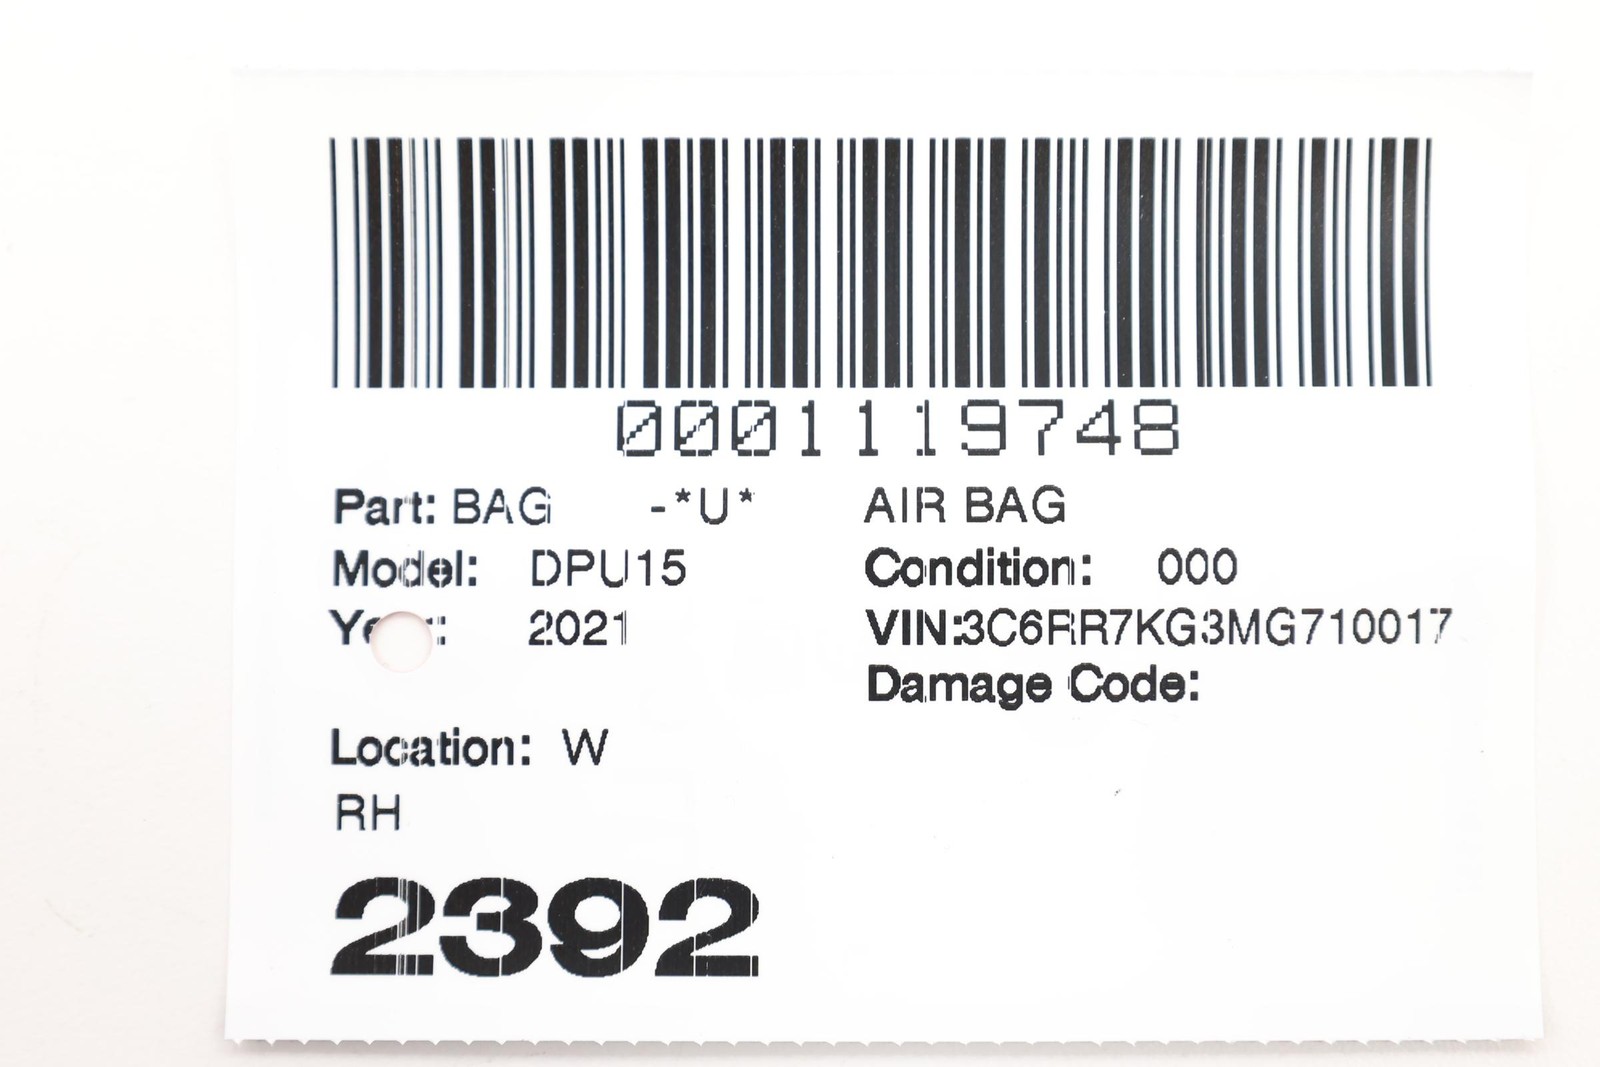 0001119748
Part: BAG -*U* AIR BAG
Model: DPU15 Condition: 000
2021 VIN:3C6RR7KG3MG710017
Damage Code:
Location: W
RH
2392